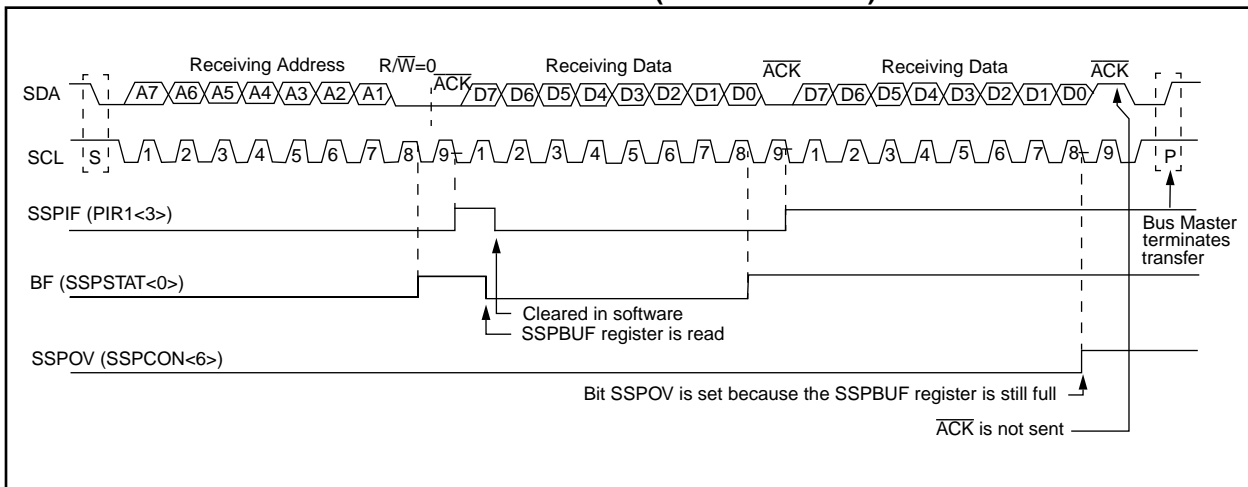 Receiving Address R/W=0 ACK Receiving Data ACK Receiving Data ACK
SDA A7 A6 A5 A4 A3 A2 A1 D7 D6 D5 D4 D3 D2 D1 D0 D7 D6 D5 D4 D3 D2 D1 D0
SCL S 1 2 3 4 5 6 7 8 9 1 2 3 4 5 6 7 8 9 1 2 3 4 5 6 7 8 9 P
SSPIF (PIR1<3>)
Bus Master
terminates
transfer
BF (SSPSTAT<0>)
Cleared in software
SSPBUF register is read
SSPOV (SSPCON<6>)
Bit SSPOV is set because the SSPBUF register is still full
ACK is not sent